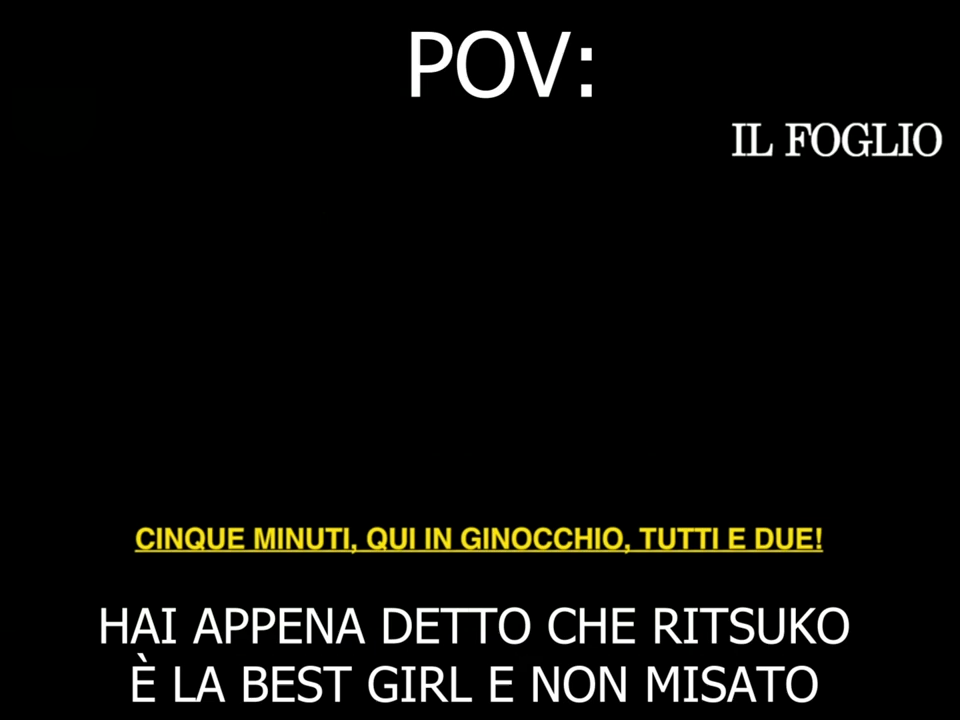 POV:
IL FOGLIO
CINQUE MINUTI, QUI IN GINOCCHIO, TUTTI E DUE!
HAI APPENA DETTO CHE RITSUKO
È LA BEST GIRL E NON MISATO